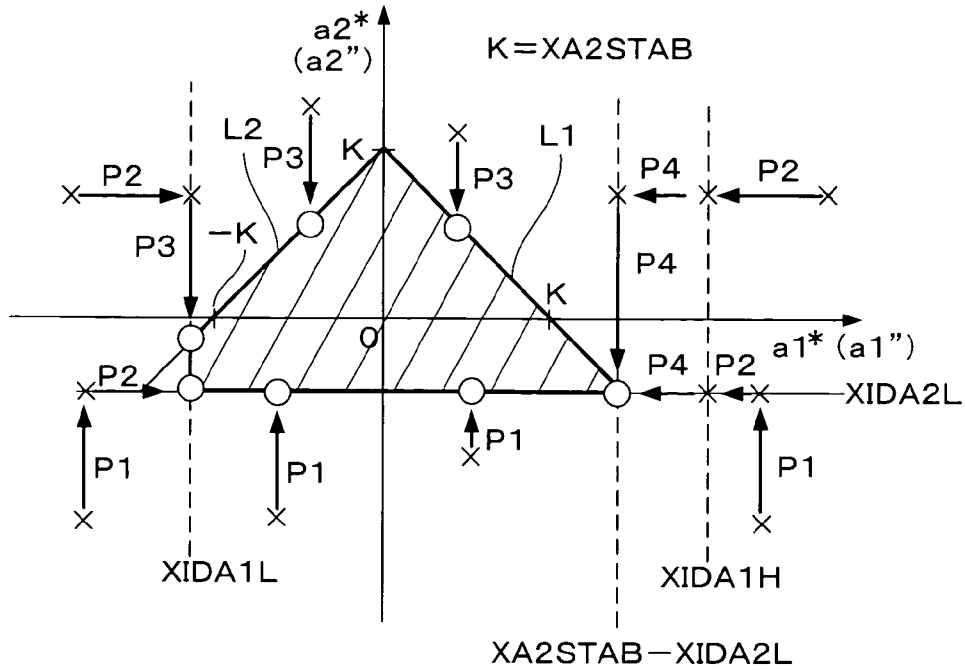 a2*
(a2")
K=XA2STAB
L2
L1
P3
K
P3
P2
P4
P2
−K
P3
P4
K
0
a1* (a1")
P2
P4
P2
XIDA2L
P1
P1
P1
P1
XIDA1L
XIDA1H
XA2STAB−XIDA2L